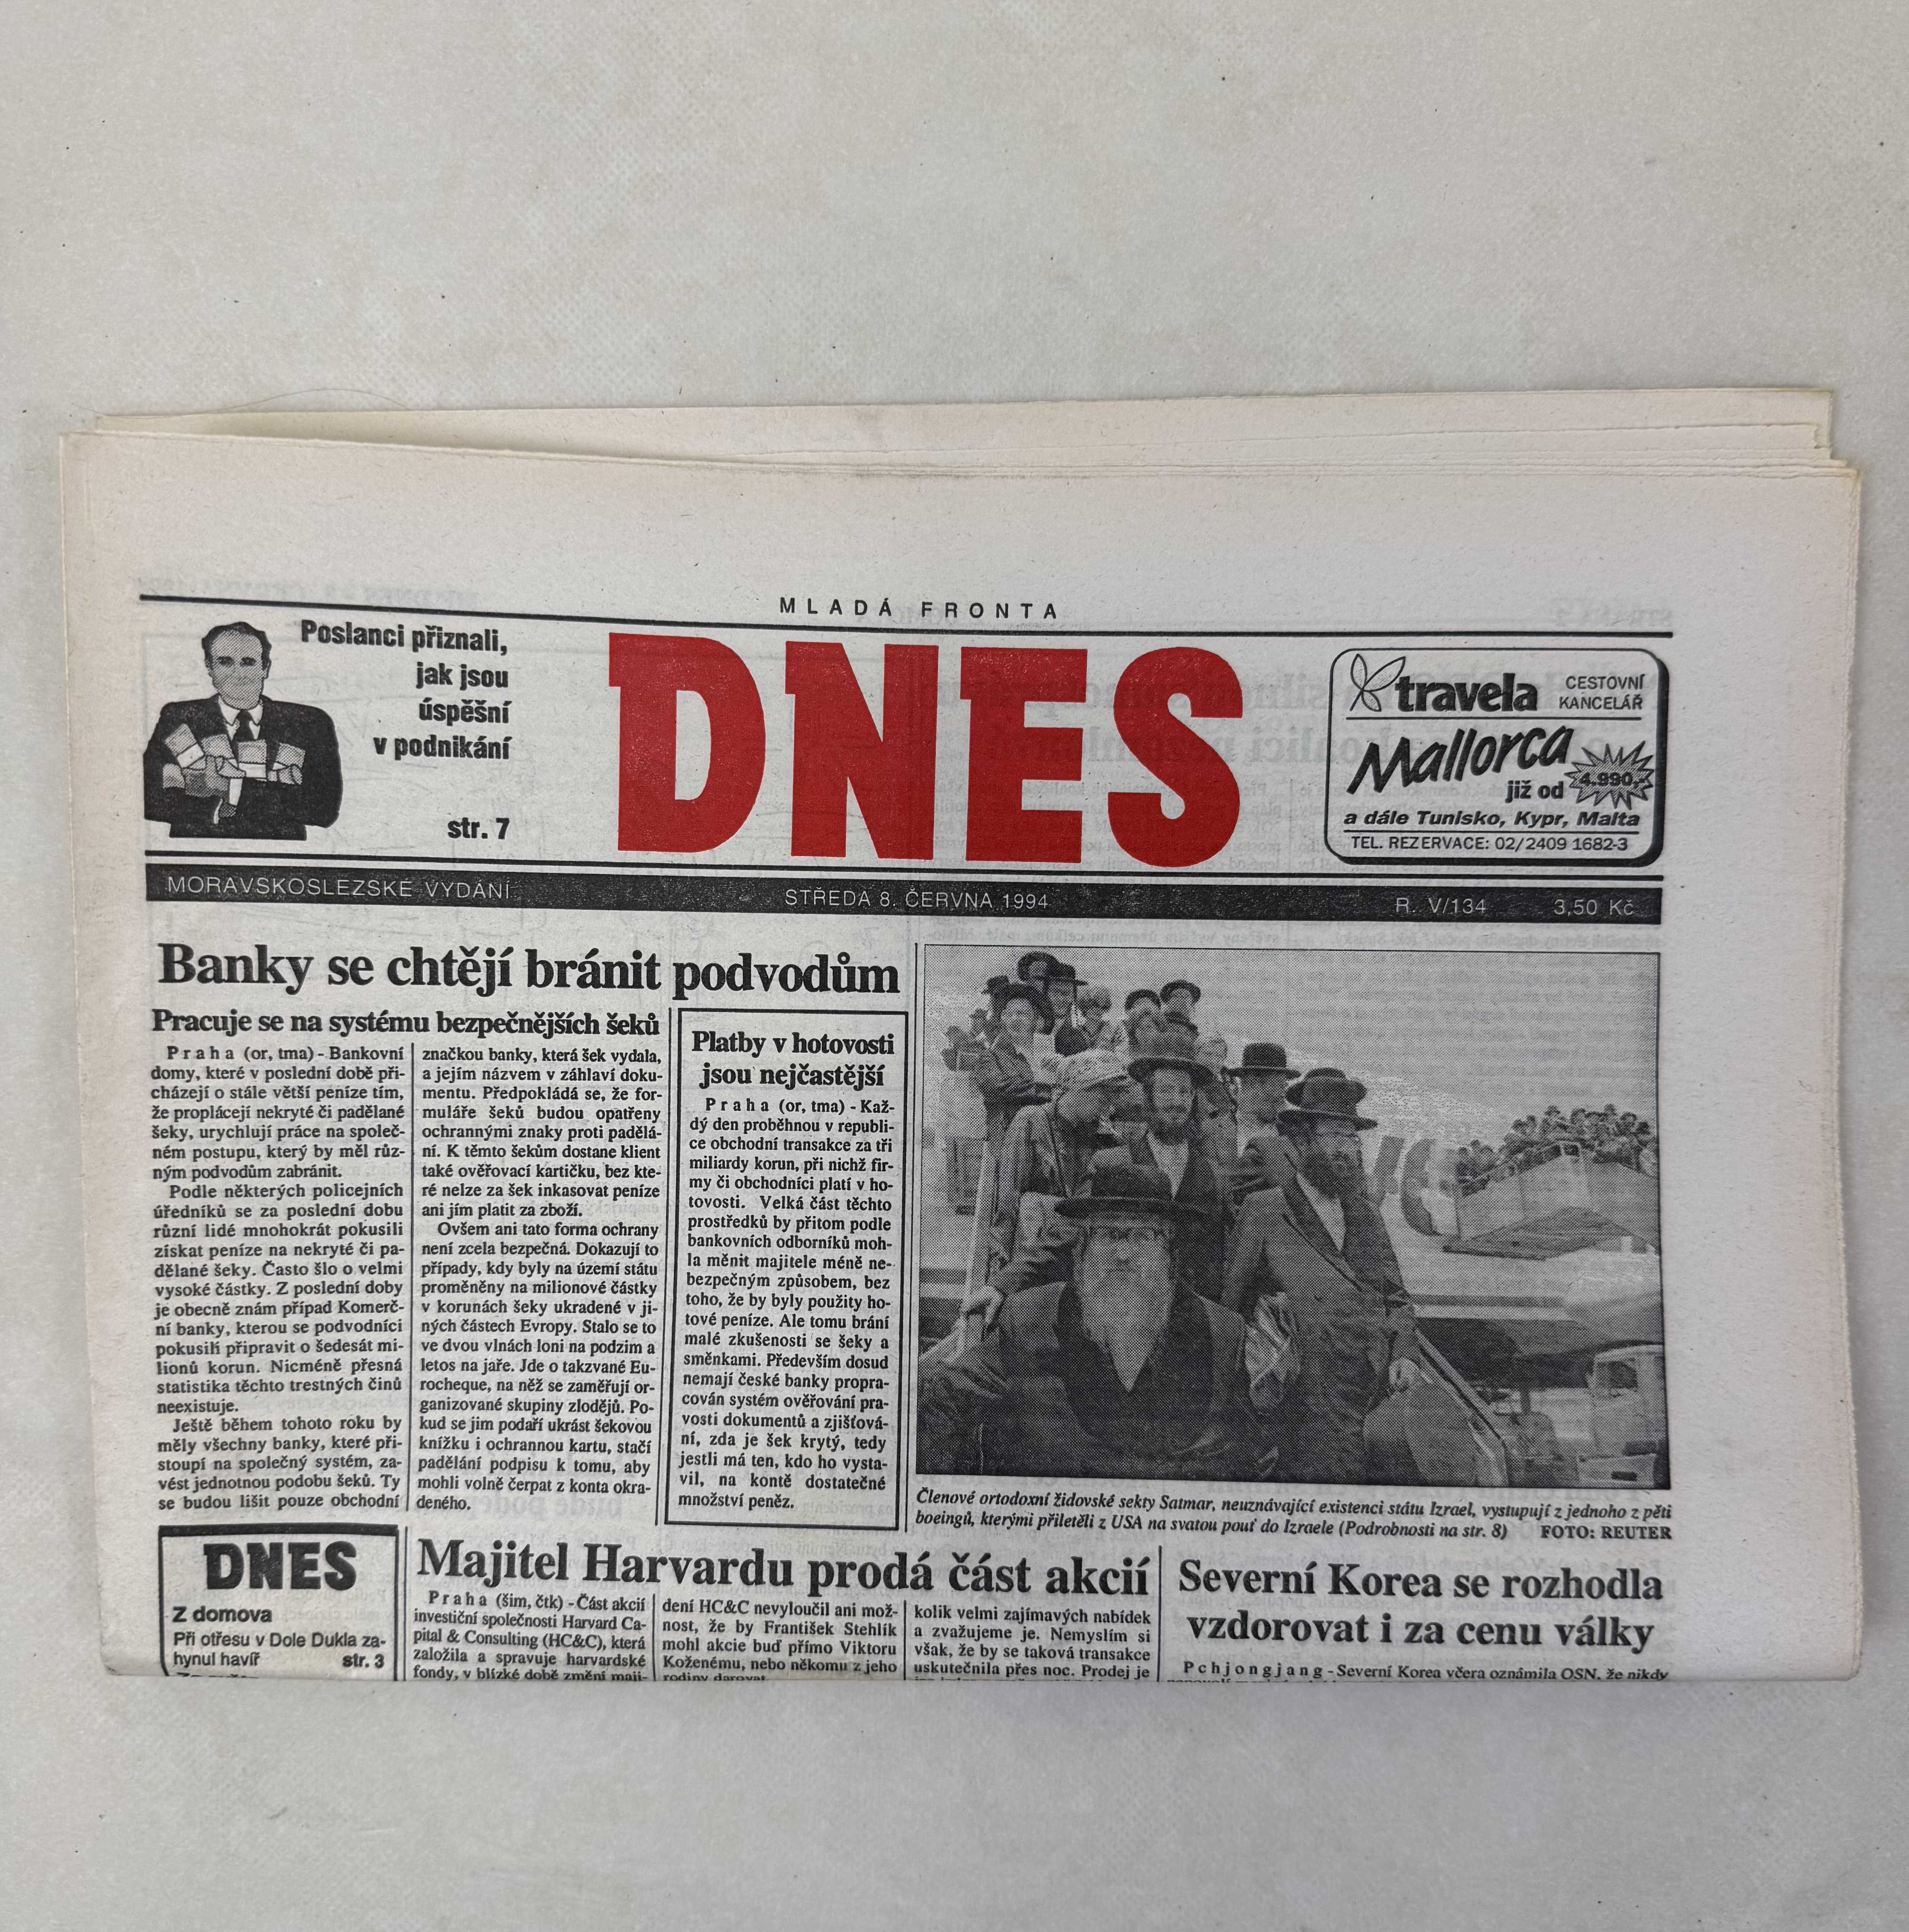 MLADÁ FRONTA
Poslanci přiznali,
jak jsou
úspěšní
v podnikání
str. 7
DNES
travela
CESTOVNÍ
KANCELÁŘ
Mallorca
již od
4.990,-
a dále Tunisko, Kypr, Malta
TEL. REZERVACE: 02/2409 1682-3
MORAVSKOSLEZSKÉ VYDÁNÍ
STŘEDA 8. ČERVNA 1994
R. V/134
3,50 Kč
Banky se chtějí bránit podvodům
Pracuje se na systému bezpečnějších šeků
Praha (or, tma) - Bankovní
domy, které v poslední době při-
cházejí o stále větší peníze tím,
že proplácejí nekryté či padělané
šeky, urychlují práce na společ-
ném postupu, který by měl růz-
ným podvodům zabránit.
Podle některých policejních
úředníků se za poslední dobu
různí lidé mnohokrát pokusili
získat peníze na nekryté či pa-
dělané šeky. Často šlo o velmi
vysoké částky. Z poslední doby
je obecně znám případ Komerč-
ní banky, kterou se podvodníci
pokusili připravit o šedesát mi-
lionů korun. Nicméně přesná
statistika těchto trestných činů
neexistuje.
Ještě během tohoto roku by
měly všechny banky, které při-
stoupí na společný systém, za-
vést jednotnou podobu šeků. Ty
se budou lišit pouze obchodní
značkou banky, která šek vydala,
a jejím názvem v záhlaví doku-
mentu. Předpokládá se, že for-
muláře šeků budou opatřeny
ochrannými znaky proti padělá-
ní. K těmto šekům dostane klient
také ověřovací kartičku, bez kte-
ré nelze za šek inkasovat peníze
ani jím platit za zboží.
Ovšem ani tato forma ochrany
není zcela bezpečná. Dokazují to
případy, kdy byly na území státu
proměněny na milionové částky
v korunách šeky ukradené v ji-
ných částech Evropy. Stalo se to
ve dvou vlnách loni na podzim a
letos na jaře. Jde o takzvané Eu-
rocheque, na něž se zaměřují or-
ganizované skupiny zlodějů. Po-
kud se jim podaří ukrást šekovou
knížku i ochrannou kartu, stačí
padělání podpisu k tomu, aby
mohli volně čerpat z konta okra-
deného.
Platby v hotovosti
jsou nejčastější
Praha (or, tma) - Kaž-
dý den proběhnou v republi-
ce obchodní transakce za tři
miliardy korun, při nichž fir-
my či obchodníci platí v ho-
tovosti. Velká část těchto
prostředků by přitom podle
bankovních odborníků moh-
la měnit majitele méně ne-
bezpečným způsobem, bez
toho, že by byly použity ho-
tové peníze. Ale tomu brání
malé zkušenosti se šeky a
směnkami. Především dosud
nemají české banky propra-
cován systém ověřování pra-
vosti dokumentů a zjišťová-
ní, zda je šek krytý, tedy
jestli má ten, kdo ho vysta-
vil, na kontě dostatečné
množství peněz.
Členové ortodoxní židovské sekty Satmar, neuznávající existenci státu Izrael, vystupují z jednoho z pěti
boeingů, kterými přiletěli z USA na svatou pouť do Izraele (Podrobnosti na str. 8) FOTO: REUTER
DNES
Z domova
Při otřesu v Dole Dukla za-
hynul havíř str. 3
Majitel Harvardu prodá část akcií
Praha (šim, čtk) - Část akcií
investiční společnosti Harvard Ca-
pital & Consulting (HC&C), která
založila a spravuje harvardské
fondy, v blízké době změní maji-
dení HC&C nevyloučil ani mož-
nost, že by František Stehlík
mohl akcie buď přímo Viktoru
Koženému, nebo někomu z jeho
rodiny darovat.
kolik velmi zajímavých nabídek
a zvažujeme je. Nemyslím si
však, že by se taková transakce
uskutečnila přes noc. Prodej je
Severní Korea se rozhodla
vzdorovat i za cenu války
Pchjongjang - Severní Korea včera oznámila OSN, že nikdy